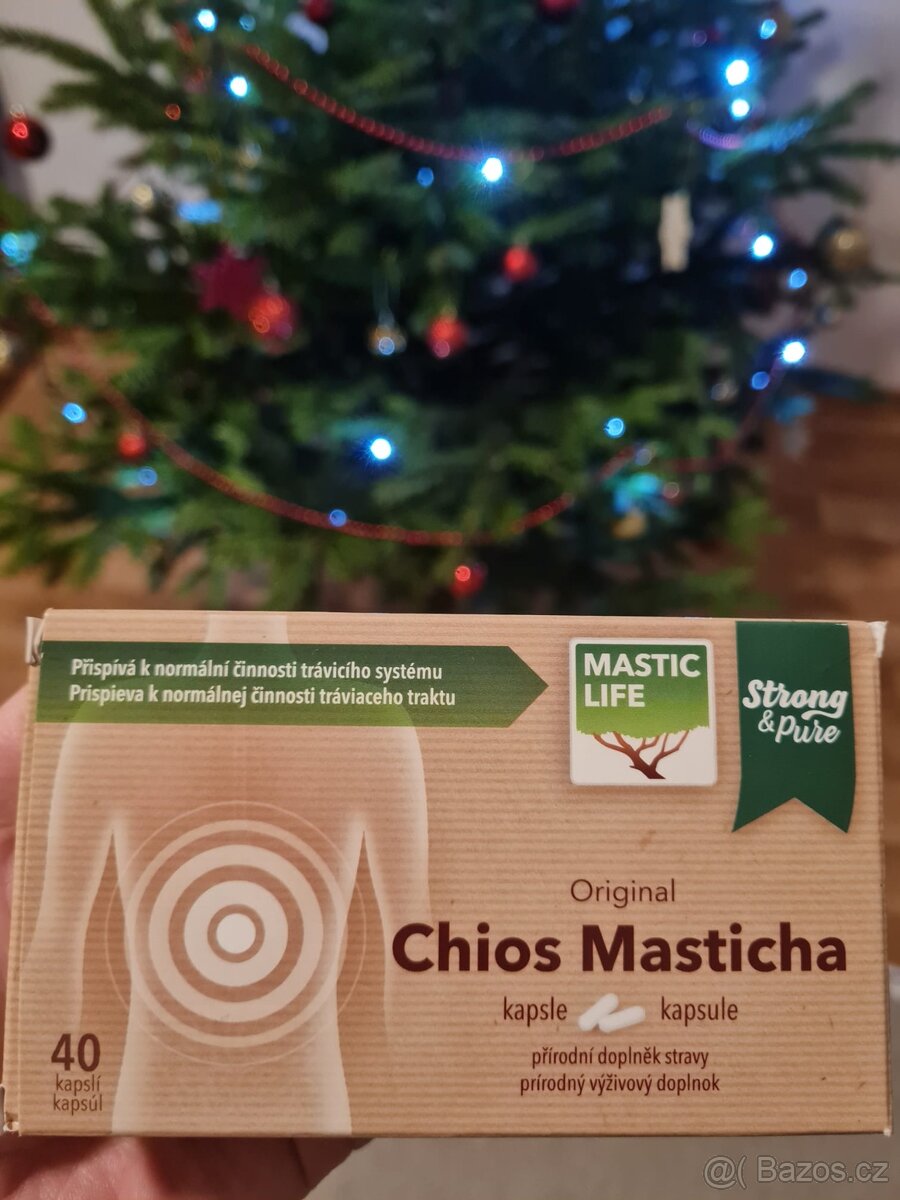 Přispívá k normální činnosti trávicího systému
Prispieva k normálnej činnosti tráviaceho traktu
MASTIC
LIFE
Strong
& Pure
Original
Chios Masticha
kapsle kapsule
přírodní doplněk stravy
prírodný výživový doplnok
40
kapslí
kapsúl
@( Bazos.cz